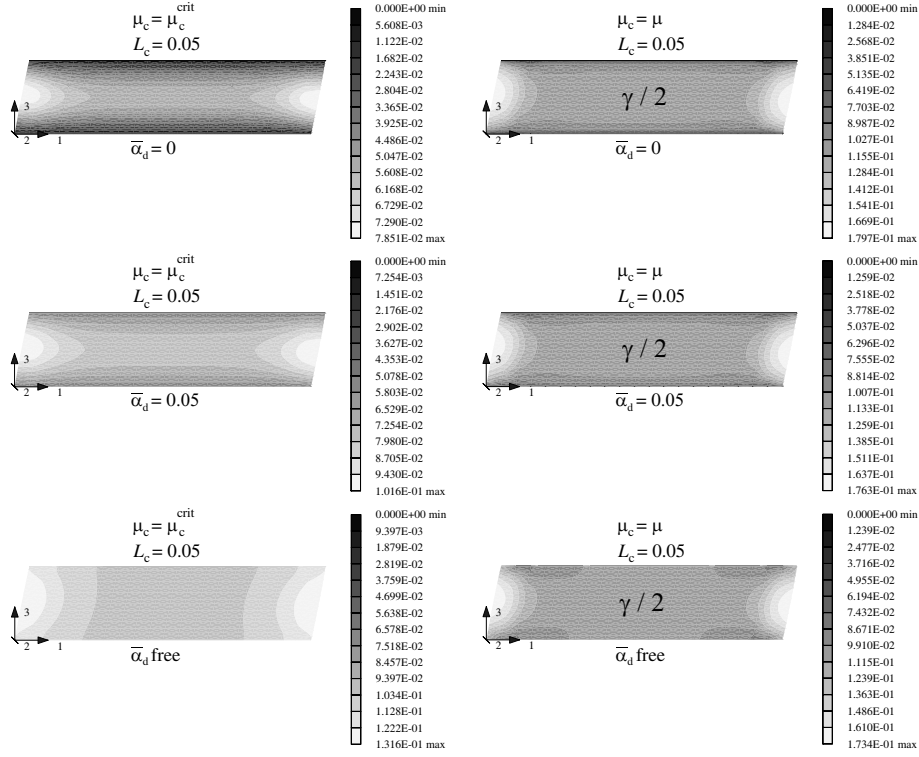 μc = μc crit
Lc = 0.05
3
2
1
α̅d = 0
0.000E+00 min
5.608E-03
1.122E-02
1.682E-02
2.243E-02
2.804E-02
3.365E-02
3.925E-02
4.486E-02
5.047E-02
5.608E-02
6.168E-02
6.729E-02
7.290E-02
7.851E-02 max
μc = μ
Lc = 0.05
γ / 2
3
2
1
α̅d = 0
0.000E+00 min
1.284E-02
2.568E-02
3.851E-02
5.135E-02
6.419E-02
7.703E-02
8.987E-02
1.027E-01
1.155E-01
1.284E-01
1.412E-01
1.541E-01
1.669E-01
1.797E-01 max
μc = μc crit
Lc = 0.05
3
2
1
α̅d = 0.05
0.000E+00 min
7.254E-03
1.451E-02
2.176E-02
2.902E-02
3.627E-02
4.353E-02
5.078E-02
5.803E-02
6.529E-02
7.254E-02
7.980E-02
8.705E-02
9.430E-02
1.016E-01 max
μc = μ
Lc = 0.05
γ / 2
3
2
1
α̅d = 0.05
0.000E+00 min
1.259E-02
2.518E-02
3.778E-02
5.037E-02
6.296E-02
7.555E-02
8.814E-02
1.007E-01
1.133E-01
1.259E-01
1.385E-01
1.511E-01
1.637E-01
1.763E-01 max
μc = μc crit
Lc = 0.05
3
2
1
α̅d free
0.000E+00 min
9.397E-03
1.879E-02
2.819E-02
3.759E-02
4.699E-02
5.638E-02
6.578E-02
7.518E-02
8.457E-02
9.397E-02
1.034E-01
1.128E-01
1.222E-01
1.316E-01 max
μc = μ
Lc = 0.05
γ / 2
3
2
1
α̅d free
0.000E+00 min
1.239E-02
2.477E-02
3.716E-02
4.955E-02
6.194E-02
7.432E-02
8.671E-02
9.910E-02
1.115E-01
1.239E-01
1.363E-01
1.486E-01
1.610E-01
1.734E-01 max